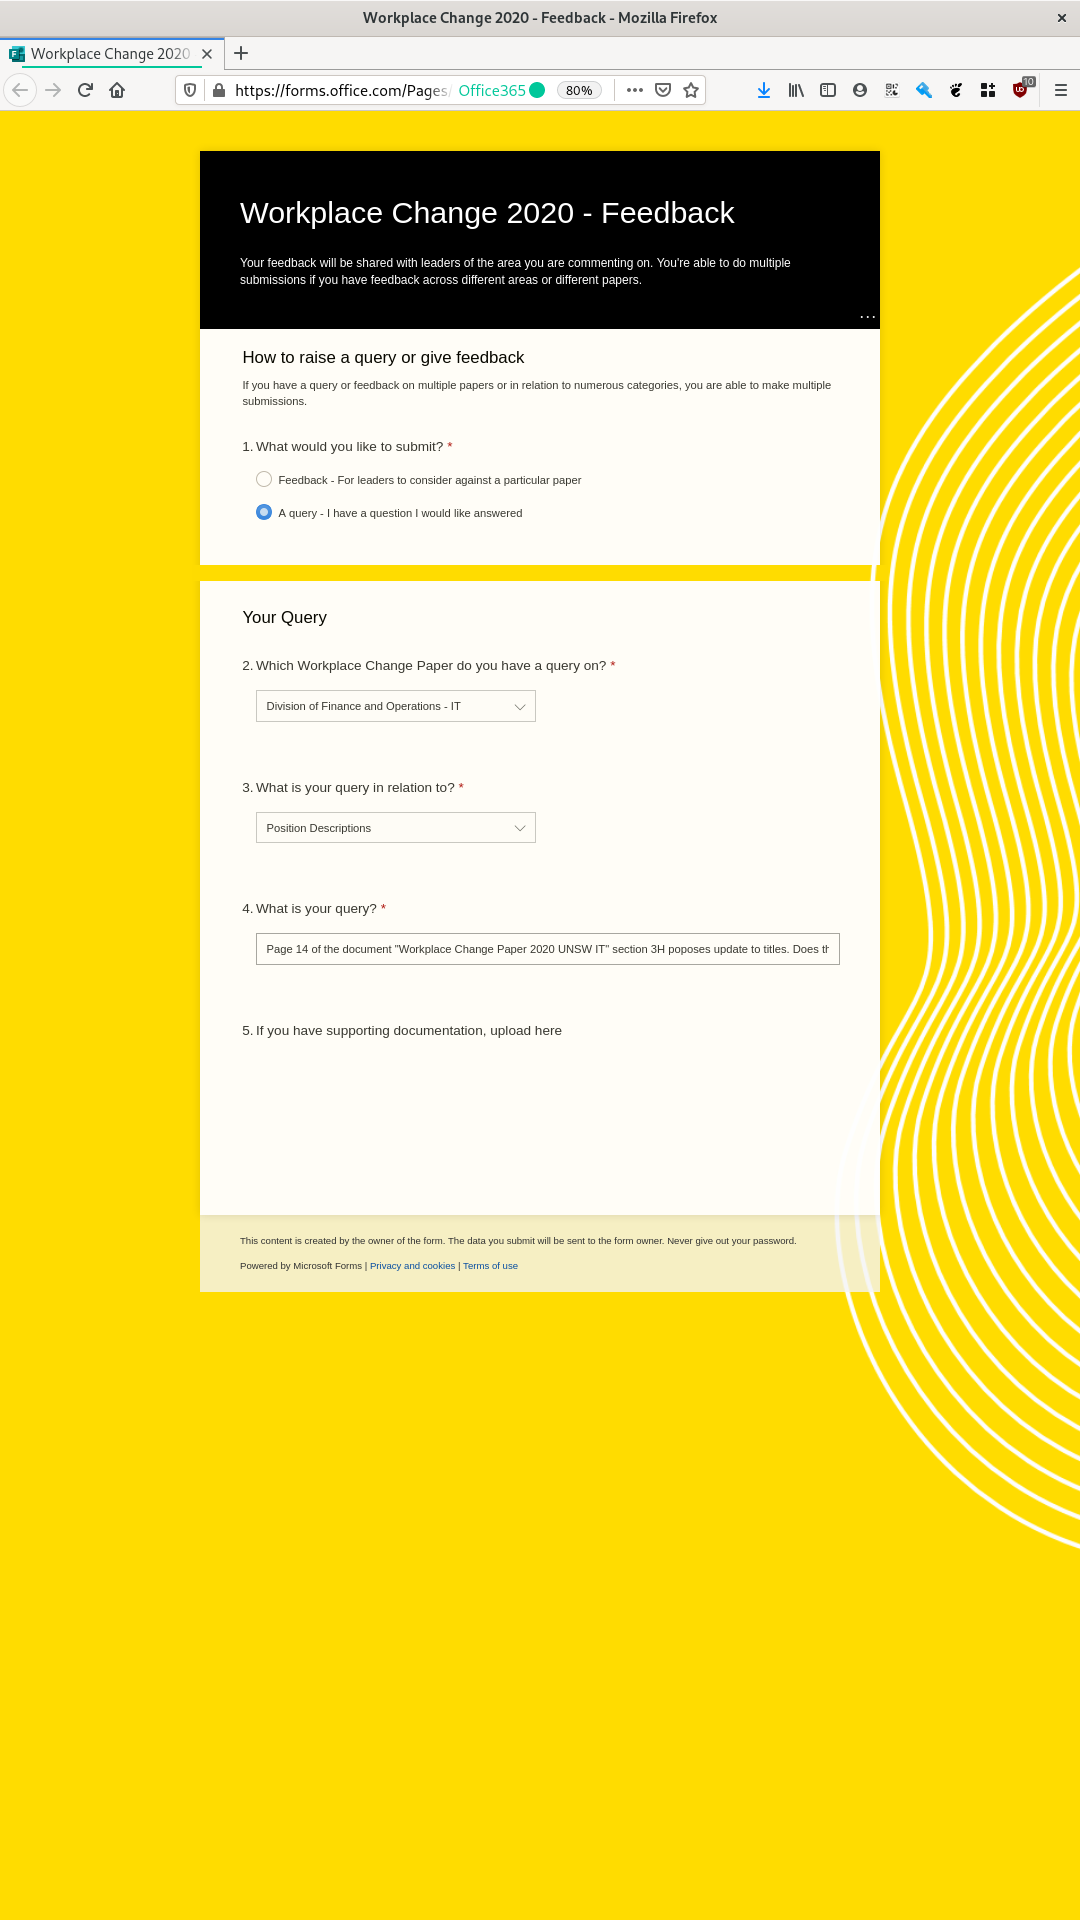 Workplace Change 2020 - Feedback - Mozilla Firefox
Workplace Change 2020
https://forms.office.com/Pages Office365 80%
10
Workplace Change 2020 - Feedback
Your feedback will be shared with leaders of the area you are commenting on. You're able to do multiple
submissions if you have feedback across different areas or different papers.
...
How to raise a query or give feedback
If you have a query or feedback on multiple papers or in relation to numerous categories, you are able to make multiple
submissions.
1. What would you like to submit? *
Feedback - For leaders to consider against a particular paper
A query - I have a question I would like answered
Your Query
2. Which Workplace Change Paper do you have a query on? *
Division of Finance and Operations - IT
3. What is your query in relation to? *
Position Descriptions
4. What is your query? *
Page 14 of the document "Workplace Change Paper 2020 UNSW IT" section 3H poposes update to titles. Does
5. If you have supporting documentation, upload here
This content is created by the owner of the form. The data you submit will be sent to the form owner. Never give out your password.
Powered by Microsoft Forms | Privacy and cookies | Terms of use